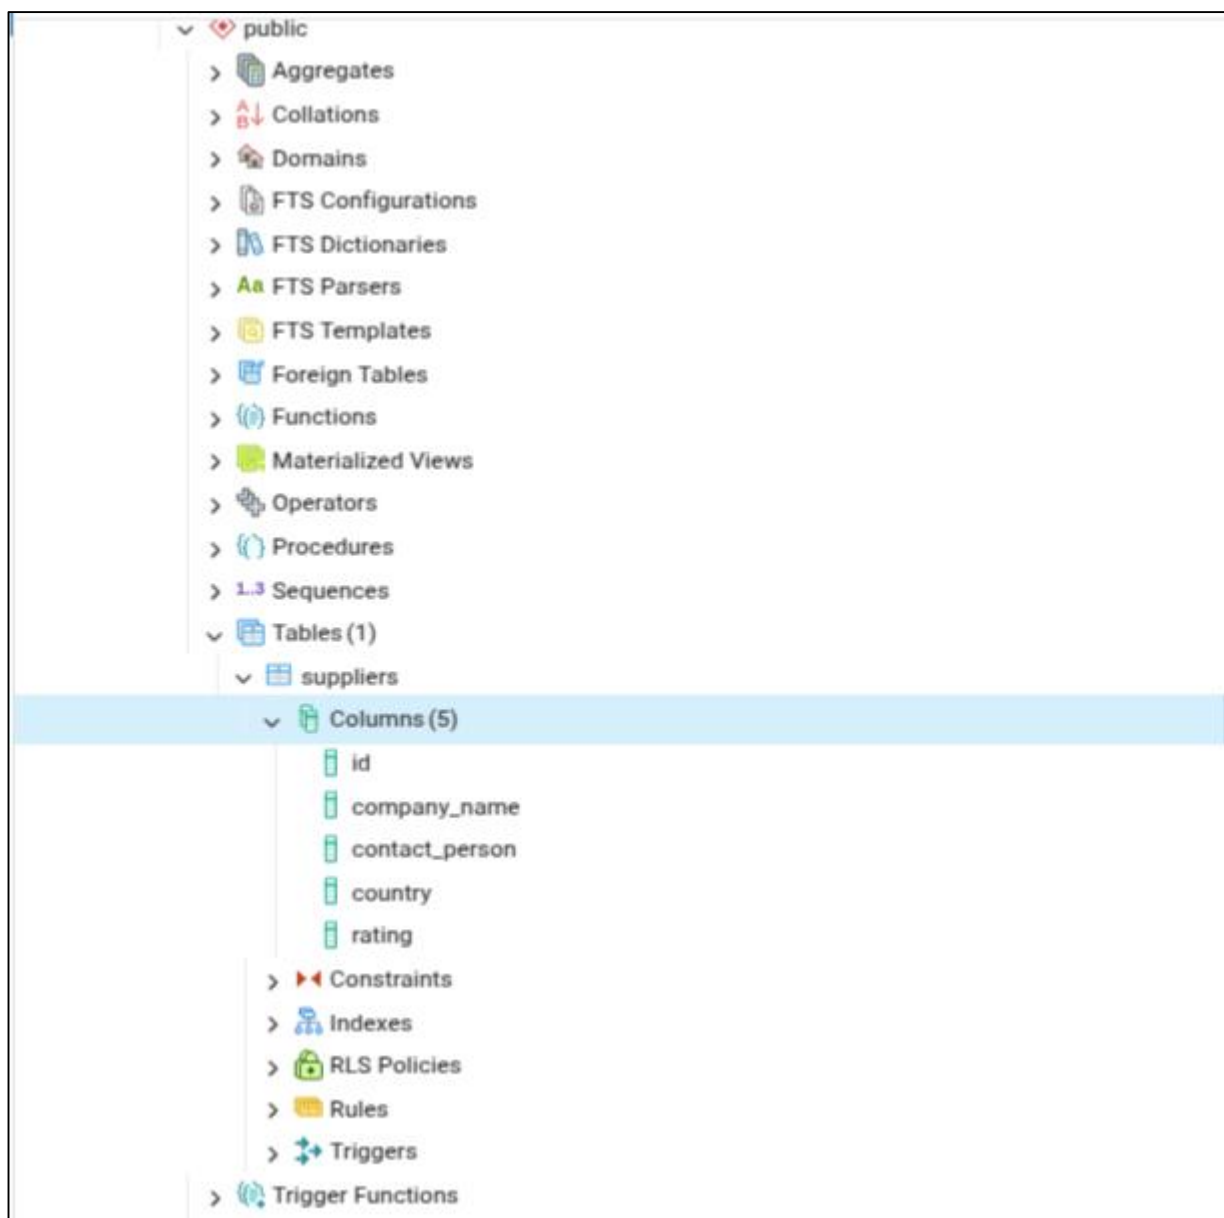 public
Aggregates
Collations
Domains
FTS Configurations
FTS Dictionaries
Aa FTS Parsers
FTS Templates
Foreign Tables
Functions
Materialized Views
Operators
Procedures
1..3 Sequences
Tables (1)
suppliers
Columns (5)
id
company_name
contact_person
country
rating
Constraints
Indexes
RLS Policies
Rules
Triggers
Trigger Functions